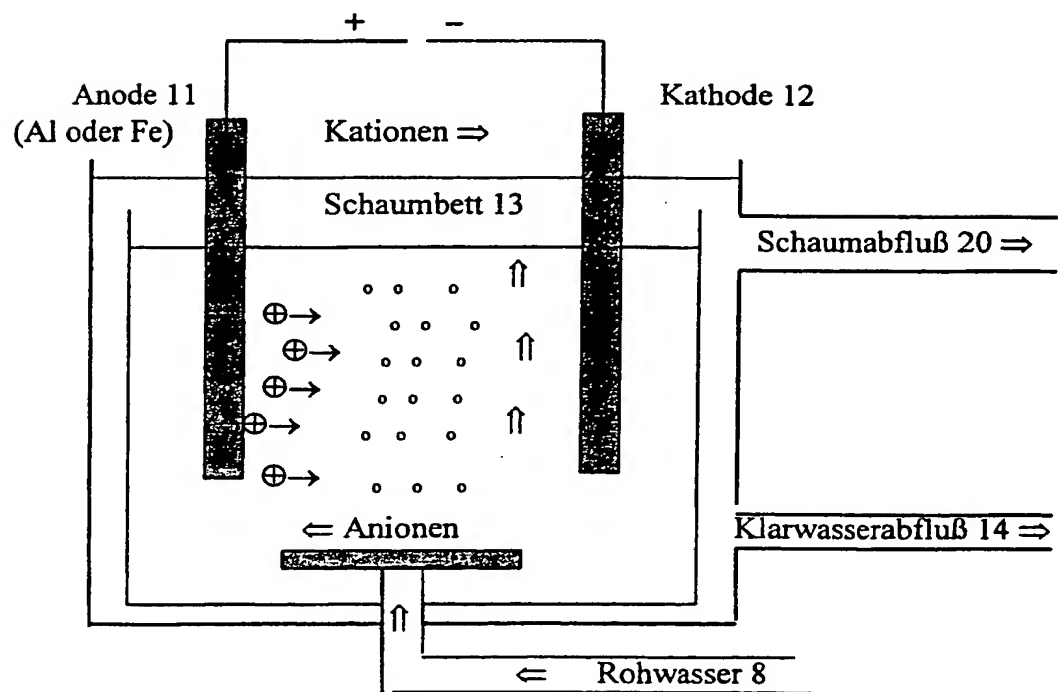 + −
Anode 11
(Al oder Fe)
Kathode 12
Kationen ⇒
Schaumbett 13
Schaumabfluß 20 ⇒
⇐ Anionen
Klarwasserabfluß 14 ⇒
⇐ Rohwasser 8